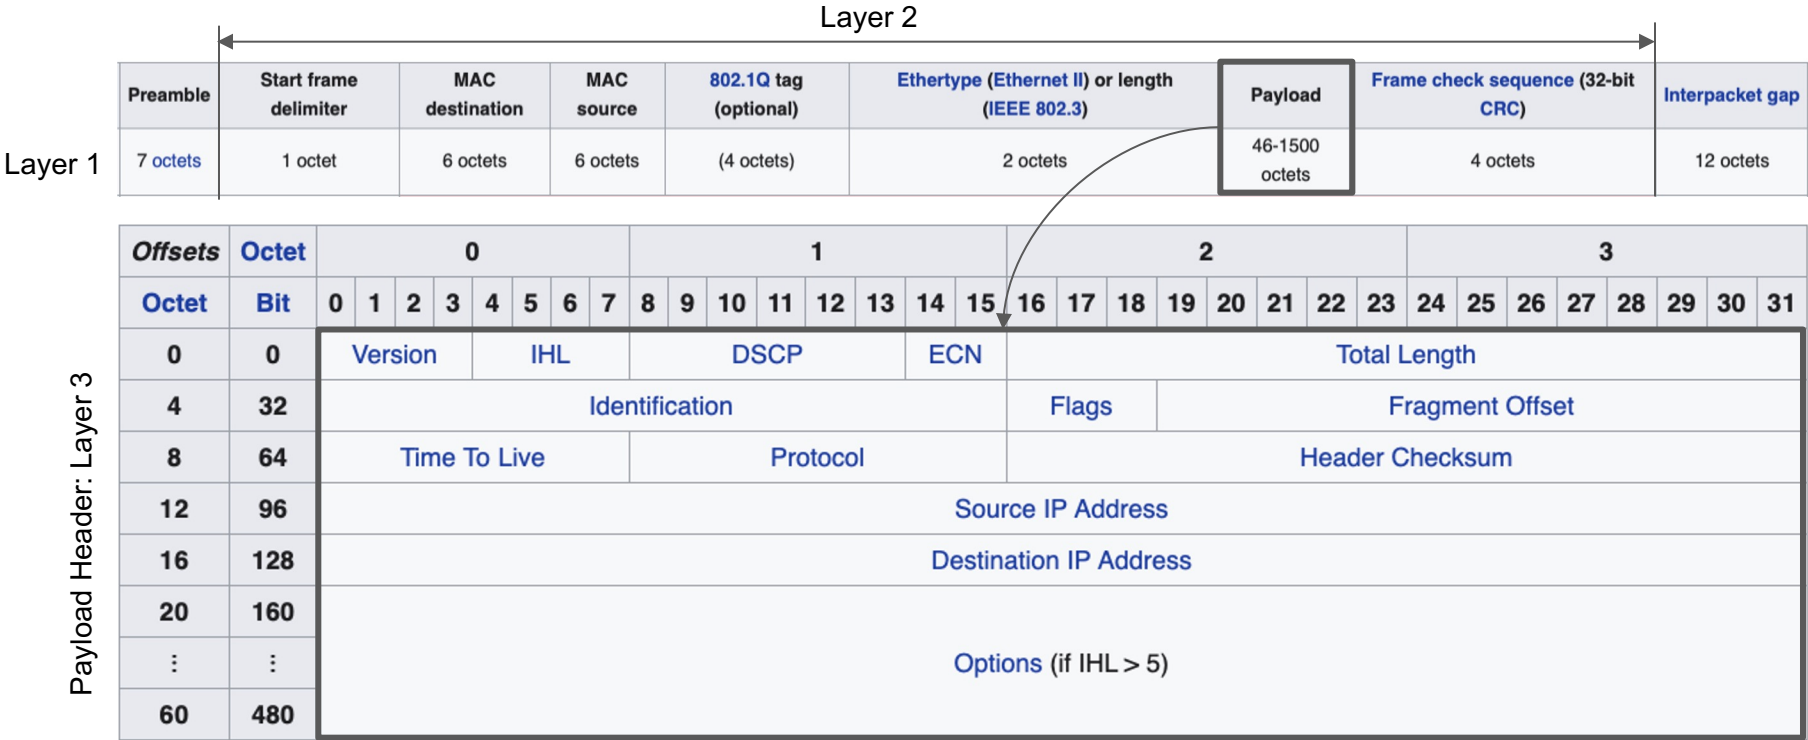 Layer 2
Preamble
Start frame
delimiter
MAC
destination
MAC
source
802.1Q tag
(optional)
Ethertype (Ethernet II) or length
(IEEE 802.3)
Payload
Frame check sequence (32-bit
CRC)
Interpacket gap
Layer 1
7 octets
1 octet
6 octets
6 octets
(4 octets)
2 octets
46-1500
octets
4 octets
12 octets
Offsets Octet 0 1 2 3
Octet Bit 0 1 2 3 4 5 6 7 8 9 10 11 12 13 14 15 16 17 18 19 20 21 22 23 24 25 26 27 28 29 30 31
Payload Header: Layer 3
0 0 Version IHL DSCP ECN Total Length
4 32 Identification Flags Fragment Offset
8 64 Time To Live Protocol Header Checksum
12 96 Source IP Address
16 128 Destination IP Address
20 160
⋮ ⋮ Options (if IHL > 5)
60 480